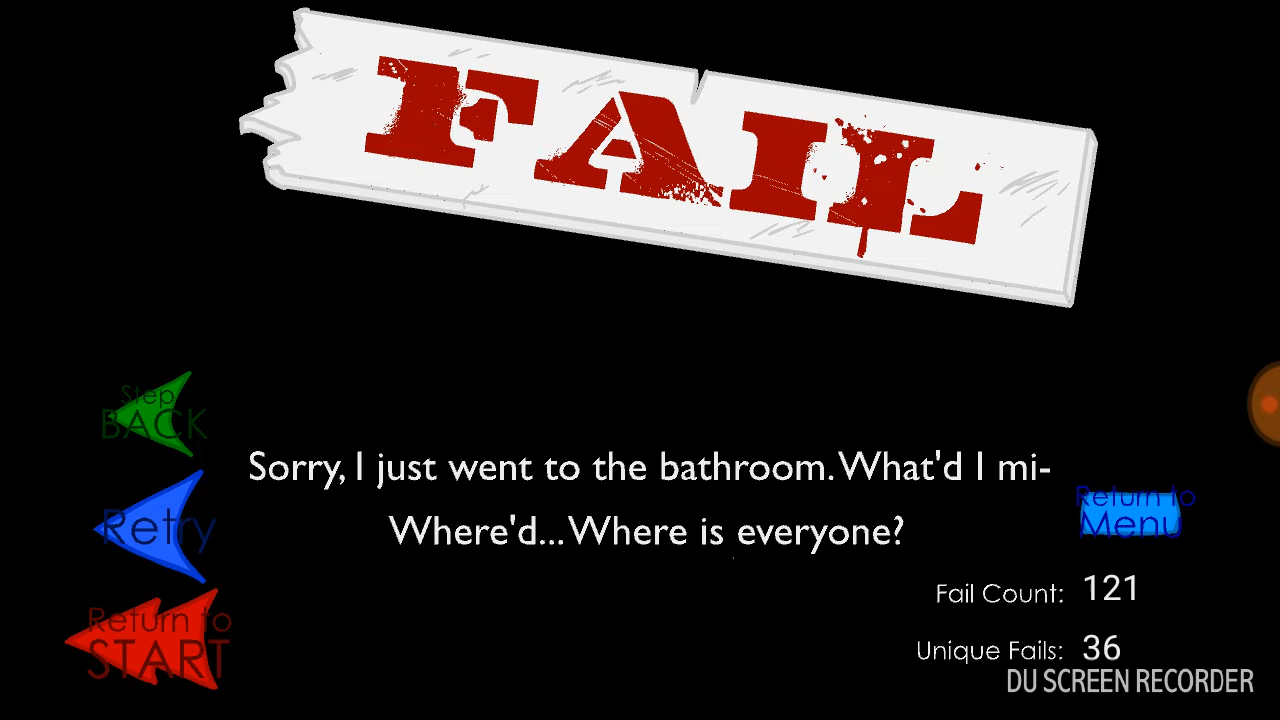 FAIL
Step
BACK
Sorry, I just went to the bathroom. What'd I mi-
Where'd... Where is everyone?
Retry
Return to
Menu
Return to
START
Fail Count: 121
Unique Fails: 36
DU SCREEN RECORDER